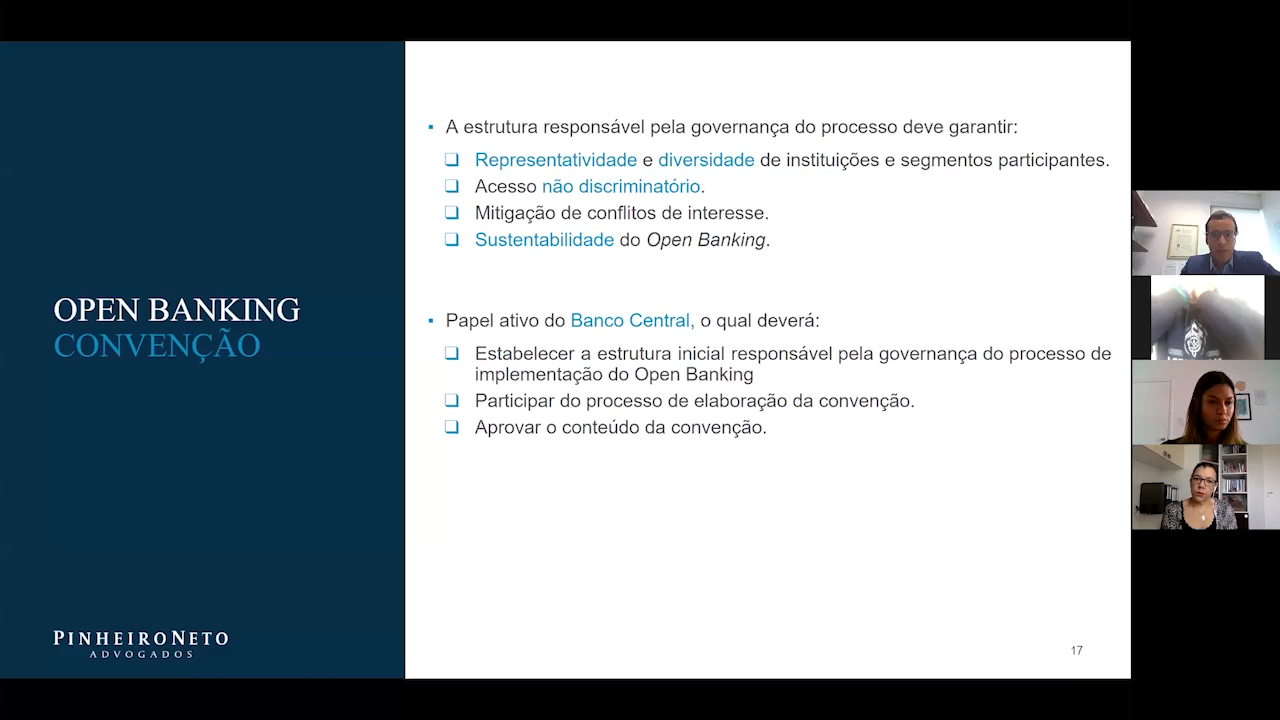 OPEN BANKING
CONVENÇÃO
PINHEIRONETO
ADVOGADOS
▪ A estrutura responsável pela governança do processo deve garantir:
❑ Representatividade e diversidade de instituições e segmentos participantes.
❑ Acesso não discriminatório.
❑ Mitigação de conflitos de interesse.
❑ Sustentabilidade do Open Banking.
▪ Papel ativo do Banco Central, o qual deverá:
❑ Estabelecer a estrutura inicial responsável pela governança do processo de
implementação do Open Banking
❑ Participar do processo de elaboração da convenção.
❑ Aprovar o conteúdo da convenção.
17